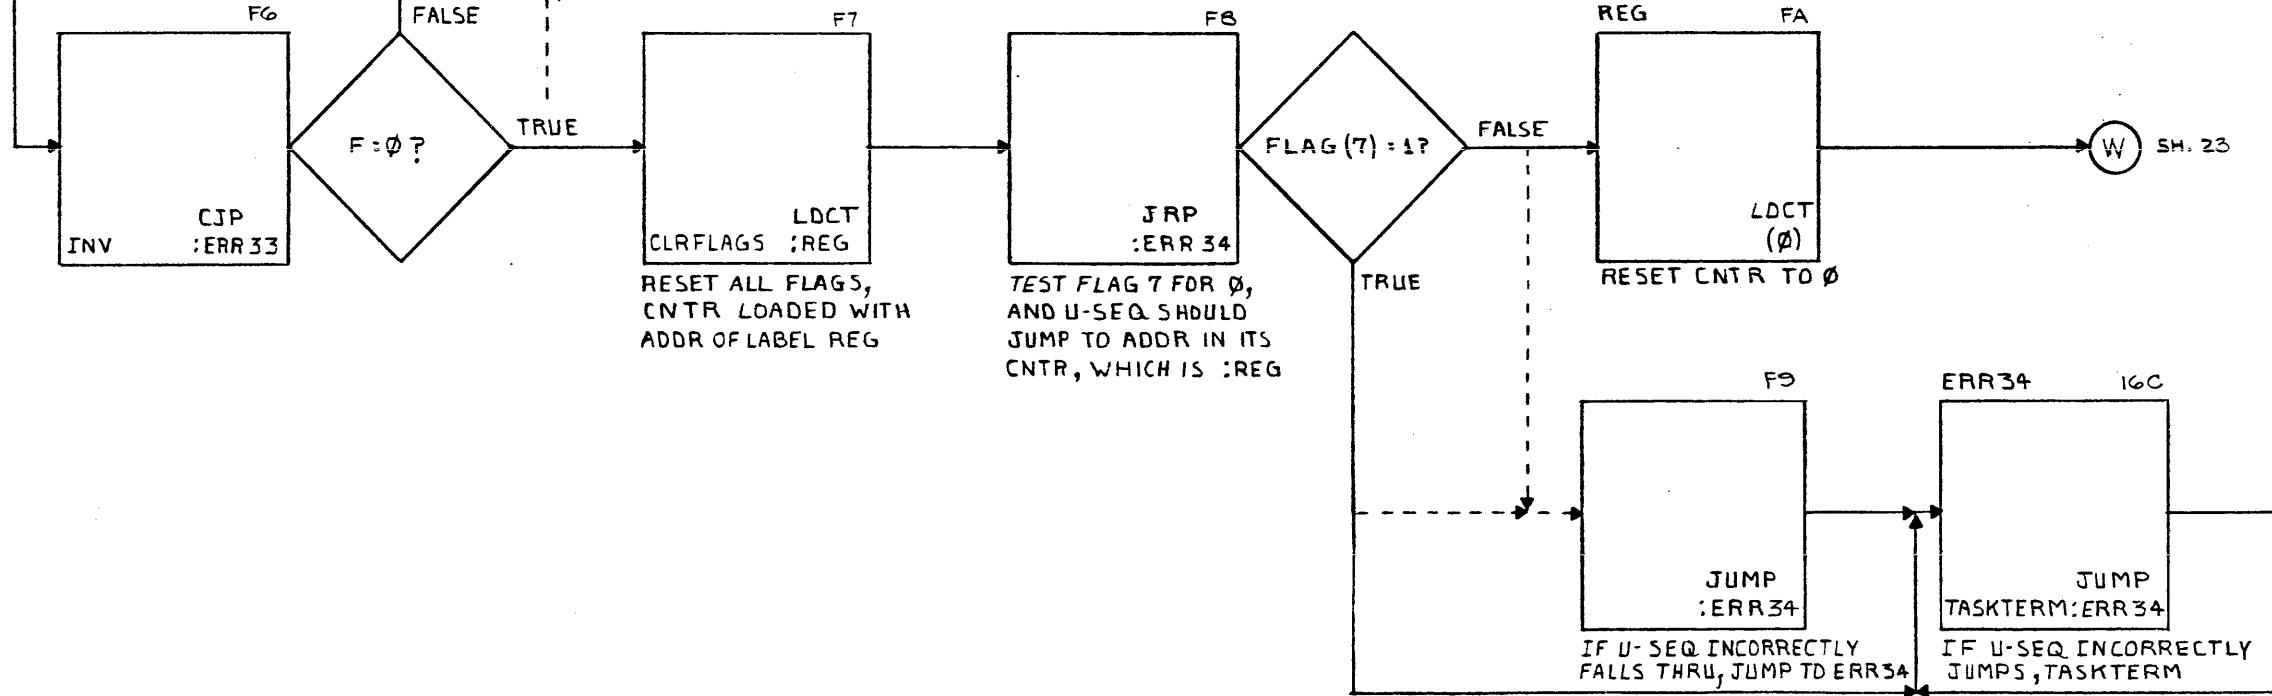 F6
FALSE
F=Ø?
TRUE
CJP
INV :ERR33
F7
LDCT
CLRFLAGS :REG
RESET ALL FLAGS,
CNTR LOADED WITH
ADDR OF LABEL REG
F8
JRP
:ERR 34
TEST FLAG 7 FOR Ø,
AND U-SEQ SHOULD
JUMP TO ADDR IN ITS
CNTR, WHICH IS :REG
FLAG(7)=1?
FALSE
TRUE
REG FA
LDCT
(Ø)
RESET CNTR TO Ø
W SH. 23
F9
JUMP
:ERR34
IF U-SEQ INCORRECTLY
FALLS THRU, JUMP TO ERR34
ERR34 16C
JUMP
TASKTERM:ERR34
IF U-SEQ INCORRECTLY
JUMPS, TASKTERM